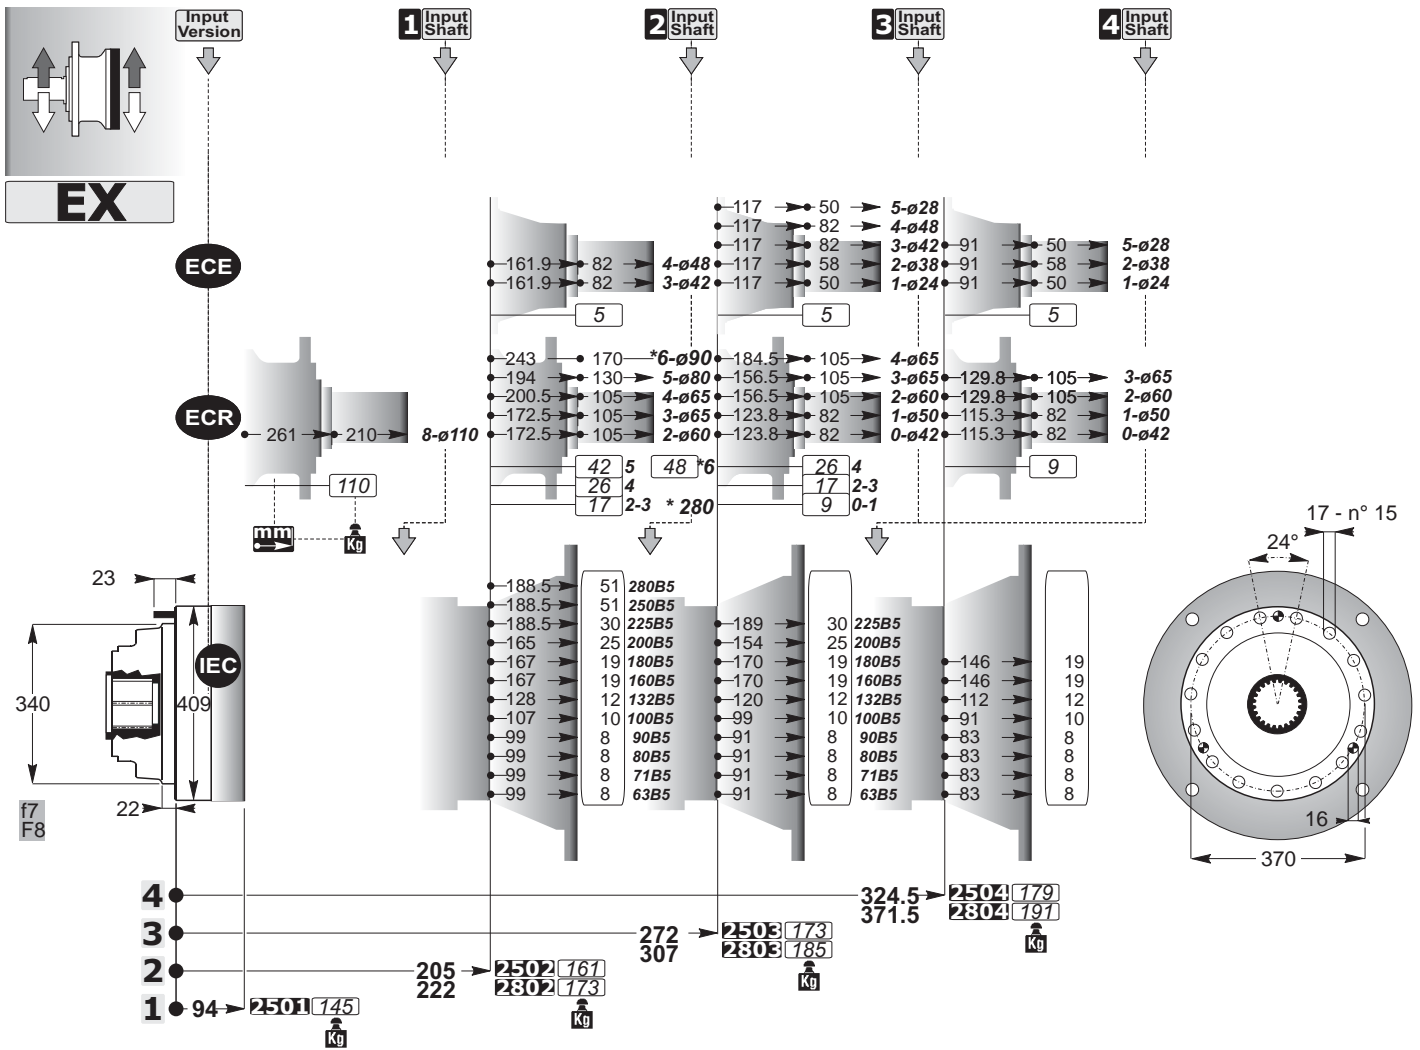 Input Version
1 Input Shaft
2 Input Shaft
3 Input Shaft
4 Input Shaft
EX
ECE
161.9 82 4-ø48
161.9 82 3-ø42
5
117 50 5-ø28
117 82 4-ø48
117 82 3-ø42
117 58 2-ø38
117 50 1-ø24
5
91 50 5-ø28
91 58 2-ø38
91 50 1-ø24
5
ECR
261 210 8-ø110
110
mm
Kg
243 170 *6-ø90
194 130 5-ø80
200.5 105 4-ø65
172.5 105 3-ø65
172.5 105 2-ø60
42 5
26 4
17 2-3
48 *6
* 280
184.5 105 4-ø65
156.5 105 3-ø65
156.5 105 2-ø60
123.8 82 1-ø50
123.8 82 0-ø42
26 4
17 2-3
9 0-1
129.8 105 3-ø65
129.8 105 2-ø60
115.3 82 1-ø50
115.3 82 0-ø42
9
IEC
23
340
409
22
f7
F8
188.5 51 280B5
188.5 51 250B5
188.5 30 225B5
165 25 200B5
167 19 180B5
167 19 160B5
128 12 132B5
107 10 100B5
99 8 90B5
99 8 80B5
99 8 71B5
99 8 63B5
189 30 225B5
154 25 200B5
170 19 180B5
170 19 160B5
120 12 132B5
99 10 100B5
91 8 90B5
91 8 80B5
91 8 71B5
91 8 63B5
146 19
146 19
112 12
91 10
83 8
83 8
83 8
83 8
17 - n° 15
24°
16
370
4 324.5 2504 179
371.5 2804 191
Kg
3 272 2503 173
307 2803 185
Kg
2 205 2502 161
222 2802 173
Kg
1 94 2501 145
Kg